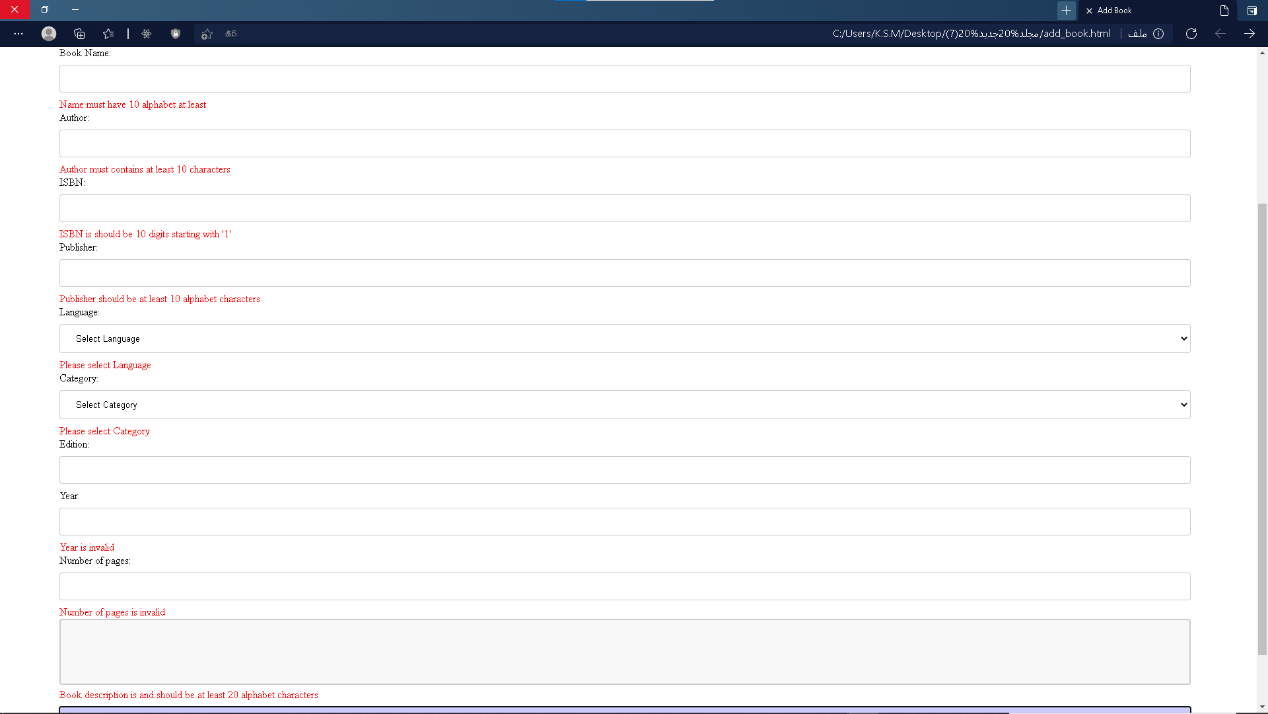 Add Book
C:/Users/K.S.M/Desktop/(7)20%جديد20%مجلد/add_book.html
ملف
Book Name:
Name must have 10 alphabet at least
Author:
Author must contains at least 10 characters
ISBN:
ISBN is should be 10 digits starting with '1'
Publisher:
Publisher should be at least 10 alphabet characters
Language:
Select Language
Please select Language
Category:
Select Category
Please select Category
Edition:
Year:
Year is invalid
Number of pages:
Number of pages is invalid
Book description is and should be at least 20 alphabet characters